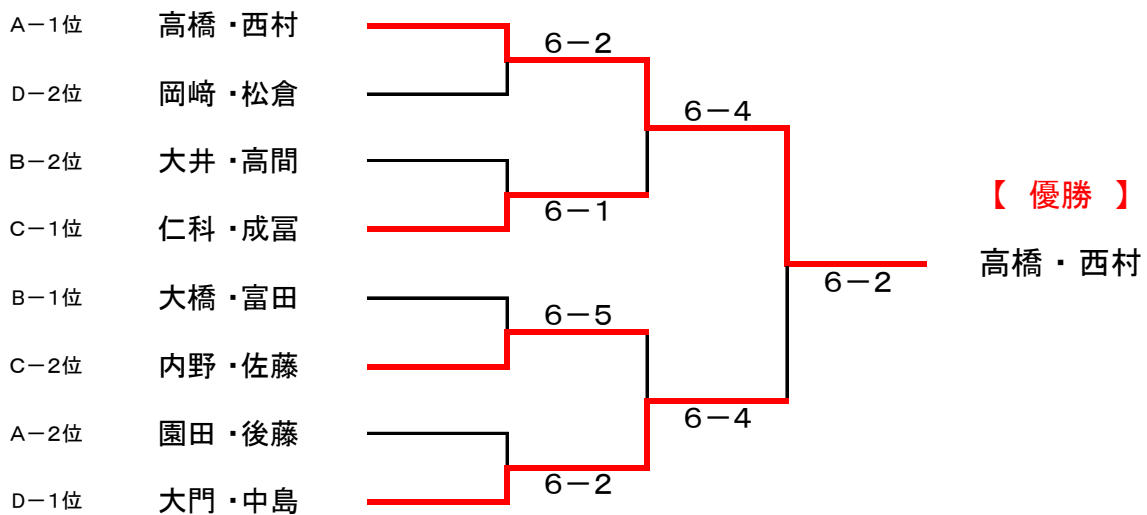 A－1位 高橋・西村
6－2
D－2位 岡﨑・松倉
6－4
B－2位 大井・高間
【 優勝 】
6－1
C－1位 仁科・成冨
高橋・西村
6－2
B－1位 大橋・富田
6－5
C－2位 内野・佐藤
6－4
A－2位 園田・後藤
6－2
D－1位 大門・中島